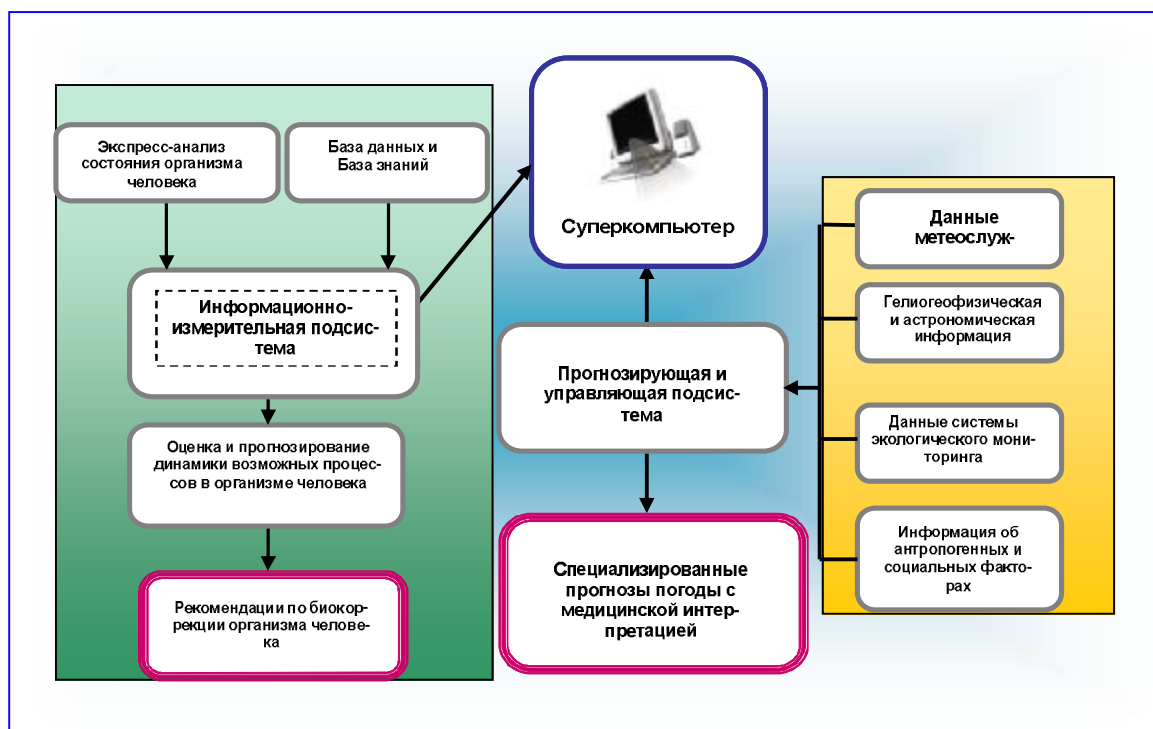 Экспресс-анализ
состояния организма
человека
База данных и
База знаний
Информационно-
измерительная подсис-
тема
Оценка и прогнозирование
динамики возможных процес-
сов в организме человека
Рекомендации по биокор-
рекции организма челове-
ка
Суперкомпьютер
Прогнозирующая и
управляющая подсис-
тема
Специализированные
прогнозы погоды с
медицинской интер-
претацией
Данные
метеослуж-
Гелиогеофизическая
и астрономическая
информация
Данные системы
экологического мони-
торинга
Информация об
антропогенных и
социальных факто-
рах